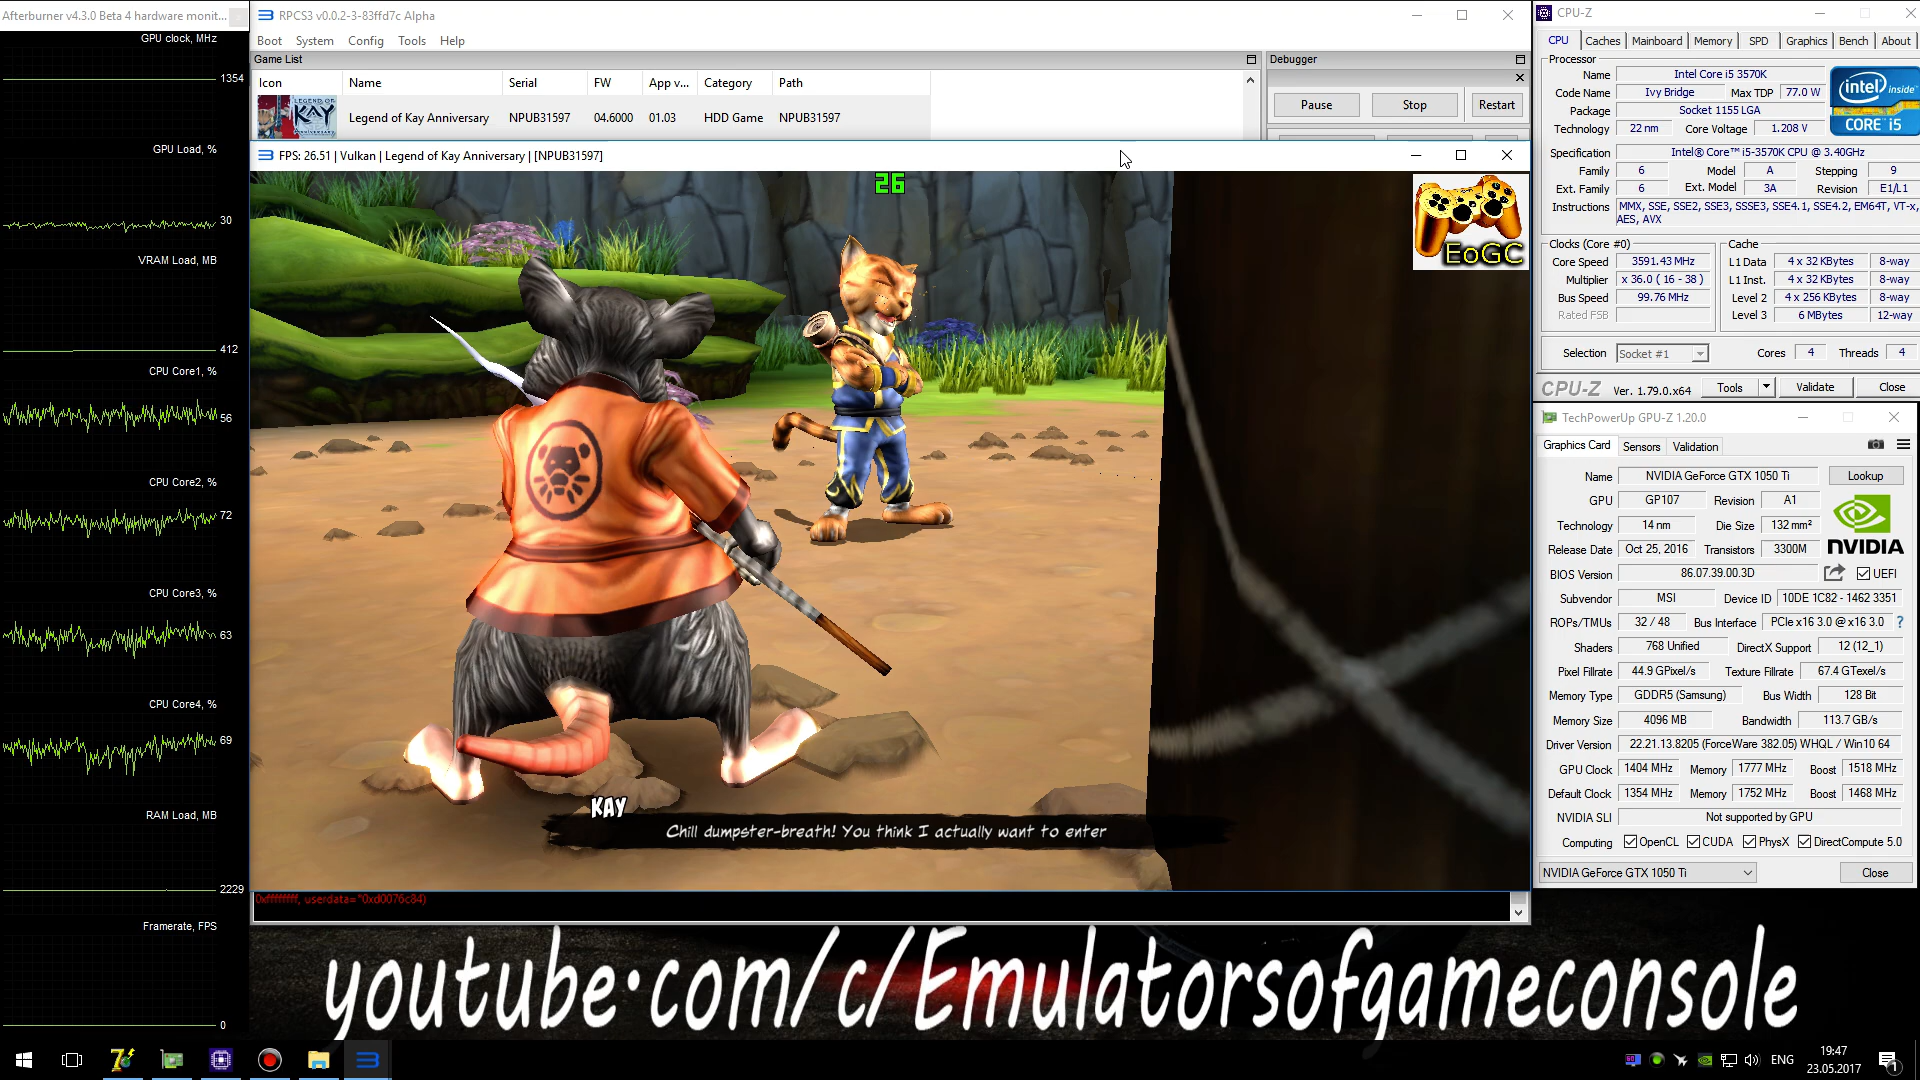 Afterburner v4.3.0 Beta 4 hardware monit...
GPU clock, MHz
1354
GPU Load, %
30
VRAM Load, MB
412
CPU Core1, %
56
CPU Core2, %
72
CPU Core3, %
63
CPU Core4, %
69
RAM Load, MB
2229
Framerate, FPS
0
RPCS3 v0.0.2-3-83ffd7c Alpha
Boot System Config Tools Help
Game List
Icon Name Serial FW App v... Category Path
LEGEND OF KAY Anniversary
Legend of Kay Anniversary NPUB31597 04.6000 01.03 HDD Game NPUB31597
Debugger
Pause Stop Restart
FPS: 26.51 | Vulkan | Legend of Kay Anniversary | [NPUB31597]
26
EoGC
KAY
Chill dumpster-breath! You think I actually want to enter
0xffffffff, userdata=*0xd0076c84)
youtube.com/c/Emulatorsofgameconsole
CPU-Z
CPU Caches Mainboard Memory SPD Graphics Bench About
Processor
Name Intel Core i5 3570K
Code Name Ivy Bridge Max TDP 77.0 W
Package Socket 1155 LGA
Technology 22 nm Core Voltage 1.208 V
intel inside™
CORE i5
Specification Intel® Core™ i5-3570K CPU @ 3.40GHz
Family 6 Model A Stepping 9
Ext. Family 6 Ext. Model 3A Revision E1/L1
Instructions MMX, SSE, SSE2, SSE3, SSSE3, SSE4.1, SSE4.2, EM64T, VT-x,
AES, AVX
Clocks (Core #0)
Core Speed 3591.43 MHz
Multiplier x 36.0 ( 16 - 38 )
Bus Speed 99.76 MHz
Rated FSB
Cache
L1 Data 4 x 32 KBytes 8-way
L1 Inst. 4 x 32 KBytes 8-way
Level 2 4 x 256 KBytes 8-way
Level 3 6 MBytes 12-way
Selection Socket #1 Cores 4 Threads 4
CPU-Z Ver. 1.79.0.x64 Tools Validate Close
TechPowerUp GPU-Z 1.20.0
Graphics Card Sensors Validation
Name NVIDIA GeForce GTX 1050 Ti Lookup
GPU GP107 Revision A1
Technology 14 nm Die Size 132 mm²
Release Date Oct 25, 2016 Transistors 3300M
NVIDIA
BIOS Version 86.07.39.00.3D UEFI
Subvendor MSI Device ID 10DE 1C82 - 1462 3351
ROPs/TMUs 32 / 48 Bus Interface PCIe x16 3.0 @ x16 3.0 ?
Shaders 768 Unified DirectX Support 12 (12_1)
Pixel Fillrate 44.9 GPixel/s Texture Fillrate 67.4 GTexel/s
Memory Type GDDR5 (Samsung) Bus Width 128 Bit
Memory Size 4096 MB Bandwidth 113.7 GB/s
Driver Version 22.21.13.8205 (ForceWare 382.05) WHQL / Win10 64
GPU Clock 1404 MHz Memory 1777 MHz Boost 1518 MHz
Default Clock 1354 MHz Memory 1752 MHz Boost 1468 MHz
NVIDIA SLI Not supported by GPU
Computing OpenCL CUDA PhysX DirectCompute 5.0
NVIDIA GeForce GTX 1050 Ti Close
ENG
19:47
23.05.2017
1